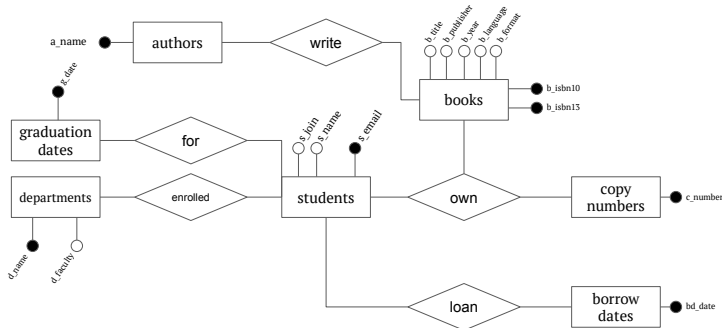 a_name
authors
write
b_title
b_publisher
b_year
b_language
b_format
books
b_isbn10
b_isbn13
g_date
graduation
dates
for
s_join
s_name
s_email
departments
enrolled
students
own
copy
numbers
c_number
d_name
d_faculty
loan
borrow
dates
bd_date